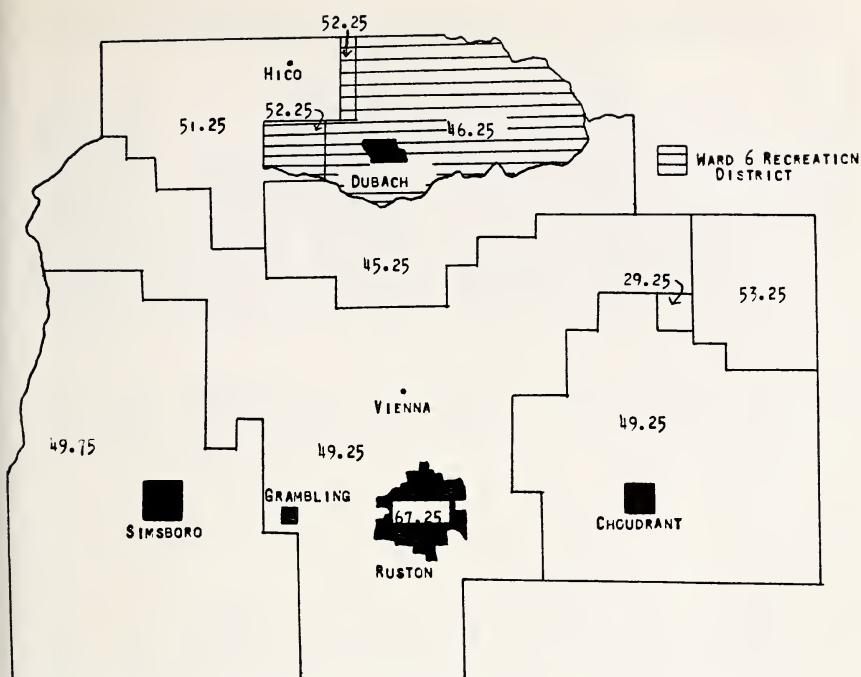 52.25
HICO
52.25
51.25
46.25
WARD 6 RECREATION
DISTRICT
DUBACH
45.25
29.25
53.25
VIENNA
49.75
49.25
49.25
GRAMBLING
67.25
SIMSBORO
CHOUDRANT
RUSTON